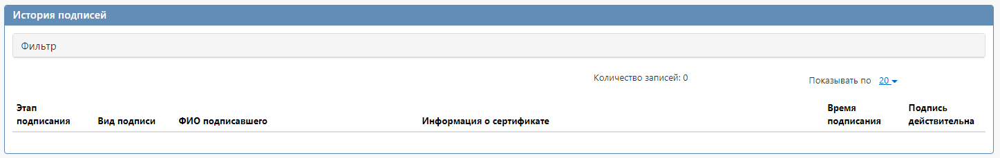 История подписей
Фильтр
Количество записей: 0
Показывать по 20
Этап
подписания
Вид подписи
ФИО подписавшего
Информация о сертификате
Время
подписания
Подпись
действительна